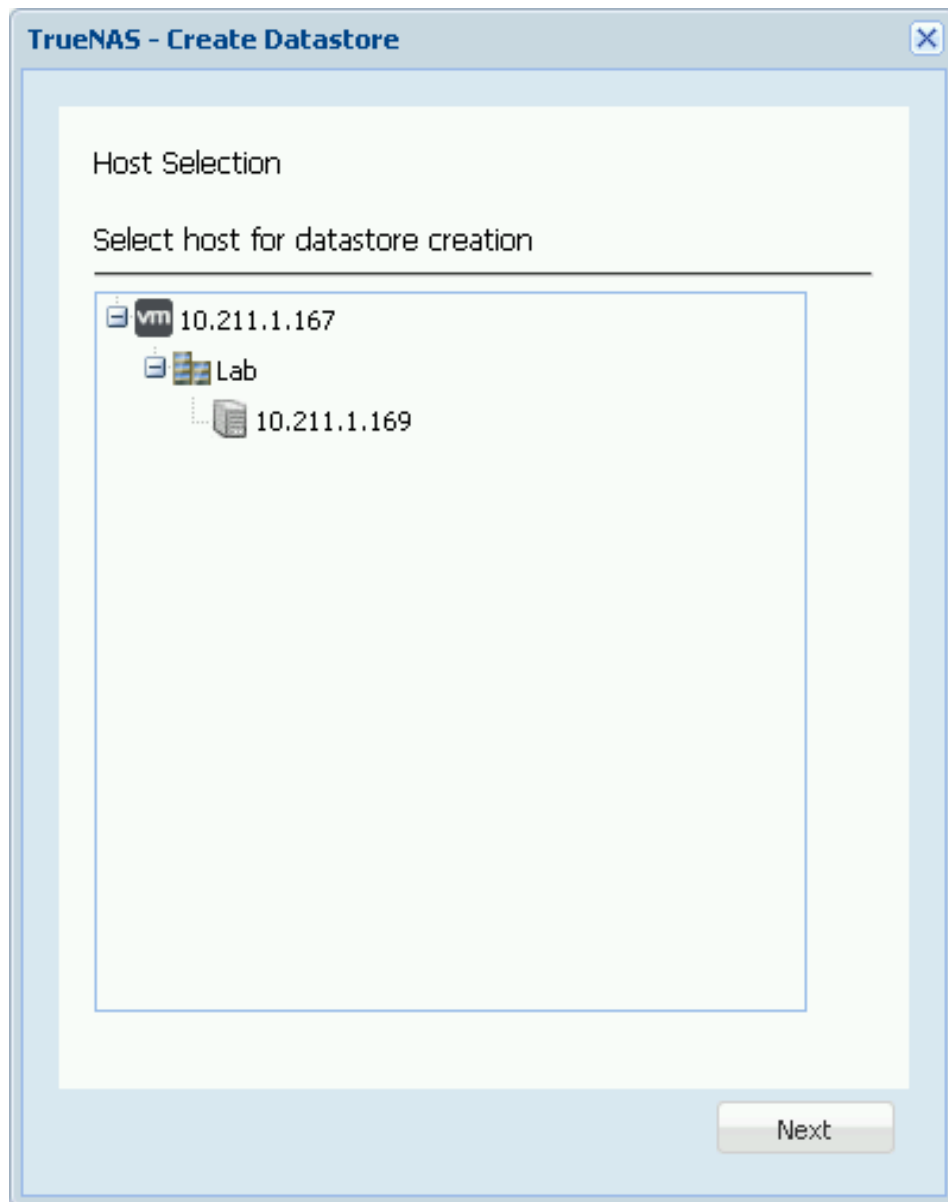 TrueNAS - Create Datastore
Host Selection
Select host for datastore creation
vm 10.211.1.167
Lab
10.211.1.169
Next